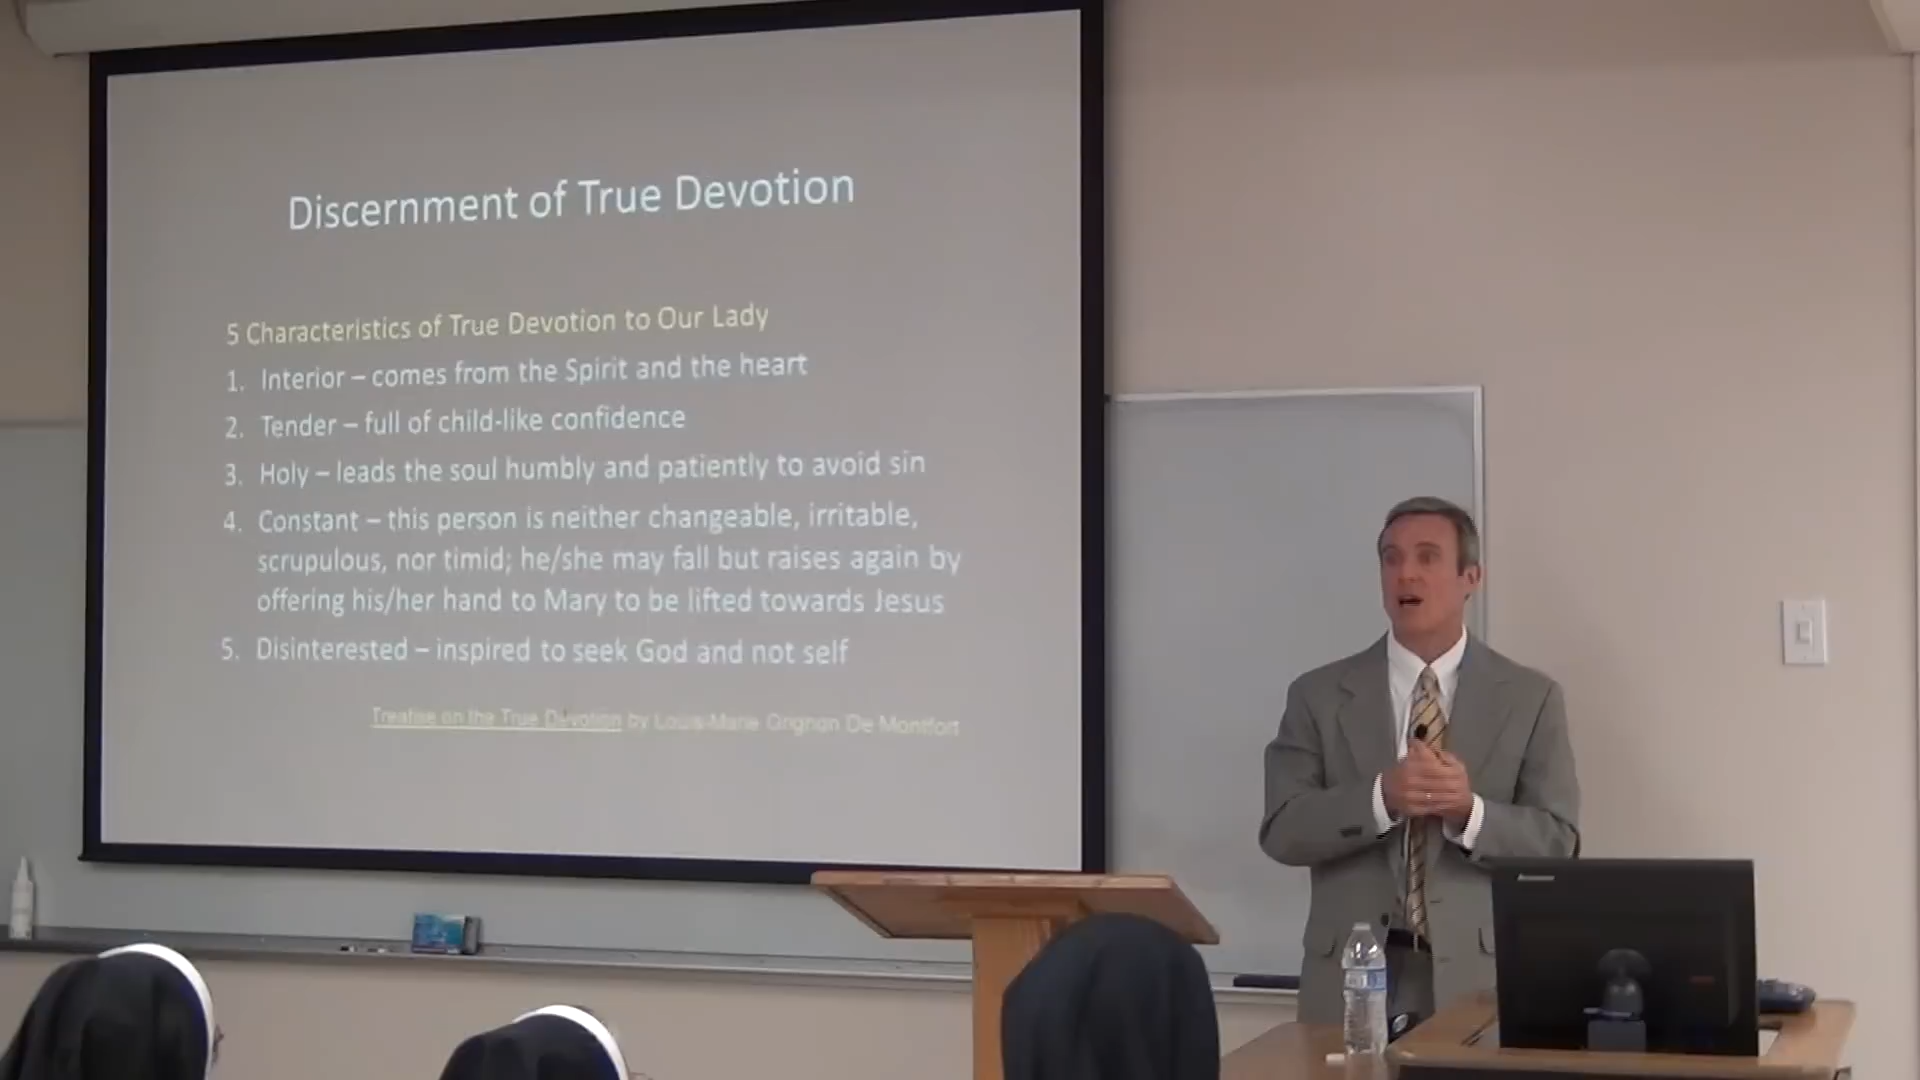 Discernment of True Devotion
5 Characteristics of True Devotion to Our Lady
1. Interior – comes from the Spirit and the heart
2. Tender – full of child-like confidence
3. Holy – leads the soul humbly and patiently to avoid sin
4. Constant – this person is neither changeable, irritable,
scrupulous, nor timid; he/she may fall but raises again by
offering his/her hand to Mary to be lifted towards Jesus
5. Disinterested – inspired to seek God and not self
Treatise on the True Devotion by Louis-Marie Grignon De Montfort